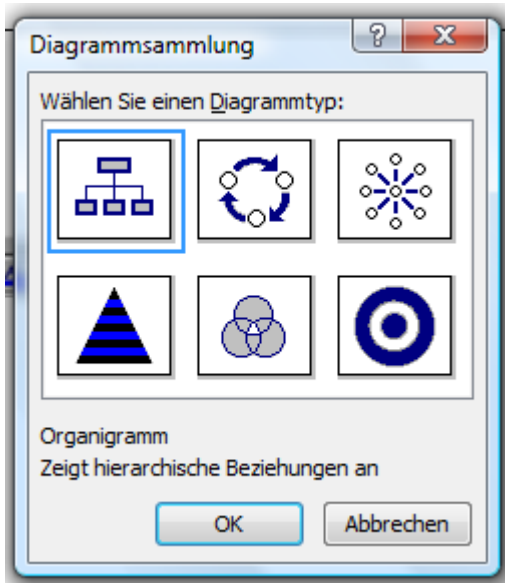 Diagrammsammlung
Wählen Sie einen Diagrammtyp:
Organigramm
Zeigt hierarchische Beziehungen an
OK
Abbrechen